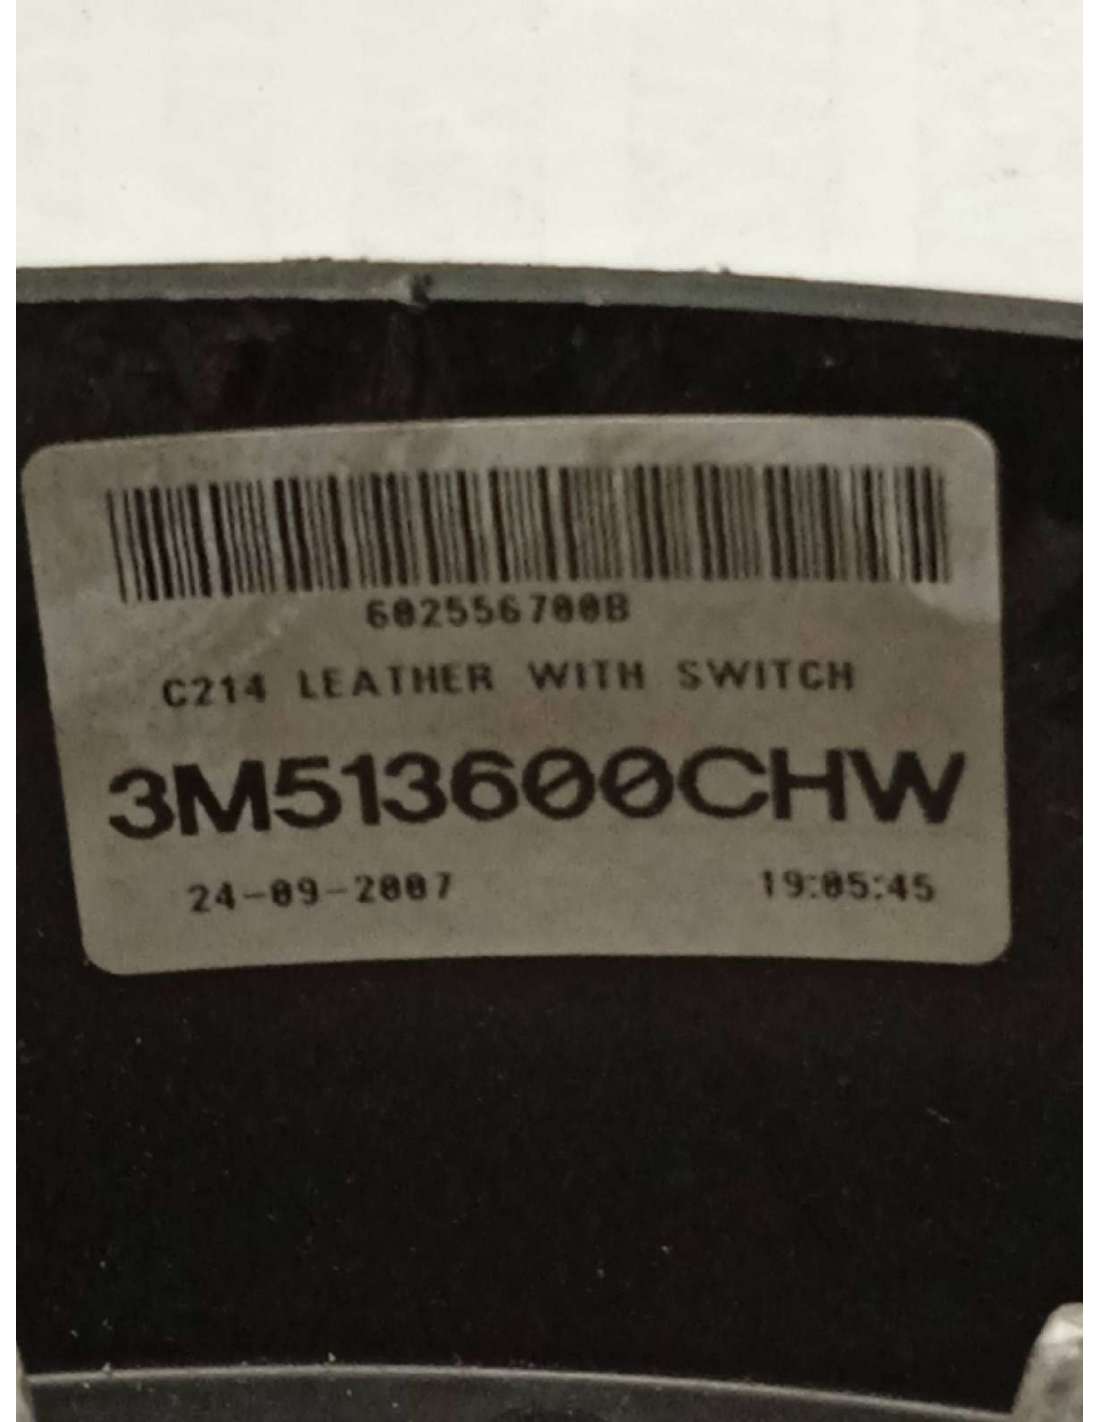 602556700B
C214 LEATHER WITH SWITCH
3M513600CHW
24-09-2007 19:05:45